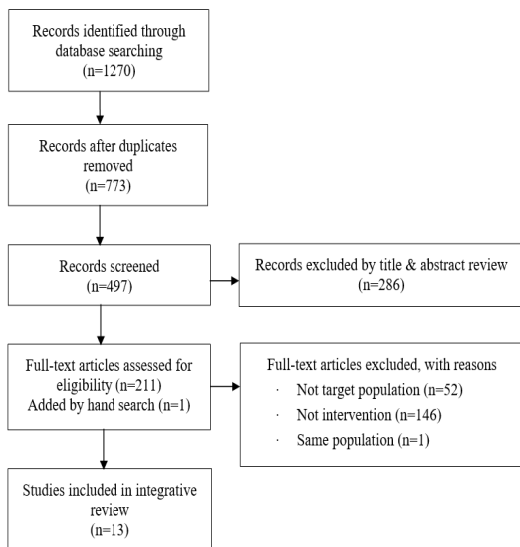 Records identified through
database searching
(n=1270)
Records after duplicates
removed
(n=773)
Records screened
(n=497)
Records excluded by title & abstract review
(n=286)
Full-text articles assessed for
eligibility (n=211)
Added by hand search (n=1)
Full-text articles excluded, with reasons
· Not target population (n=52)
· Not intervention (n=146)
· Same population (n=1)
Studies included in integrative
review
(n=13)